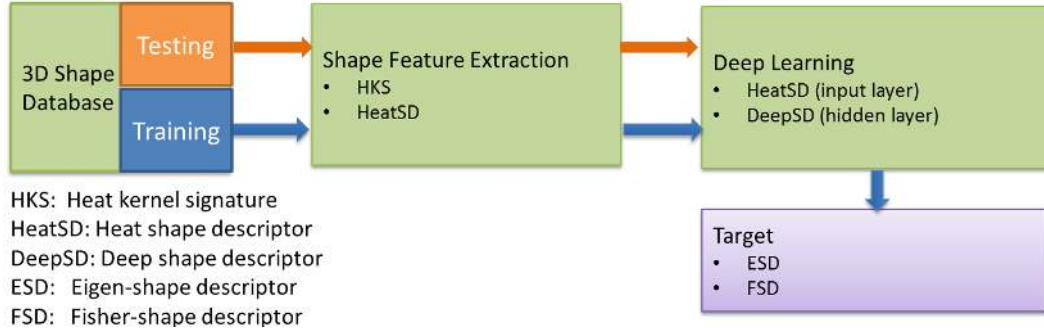 3D Shape
Database
Testing
Training
Shape Feature Extraction
• HKS
• HeatSD
Deep Learning
• HeatSD (input layer)
• DeepSD (hidden layer)
Target
• ESD
• FSD
HKS: Heat kernel signature
HeatSD: Heat shape descriptor
DeepSD: Deep shape descriptor
ESD: Eigen-shape descriptor
FSD: Fisher-shape descriptor